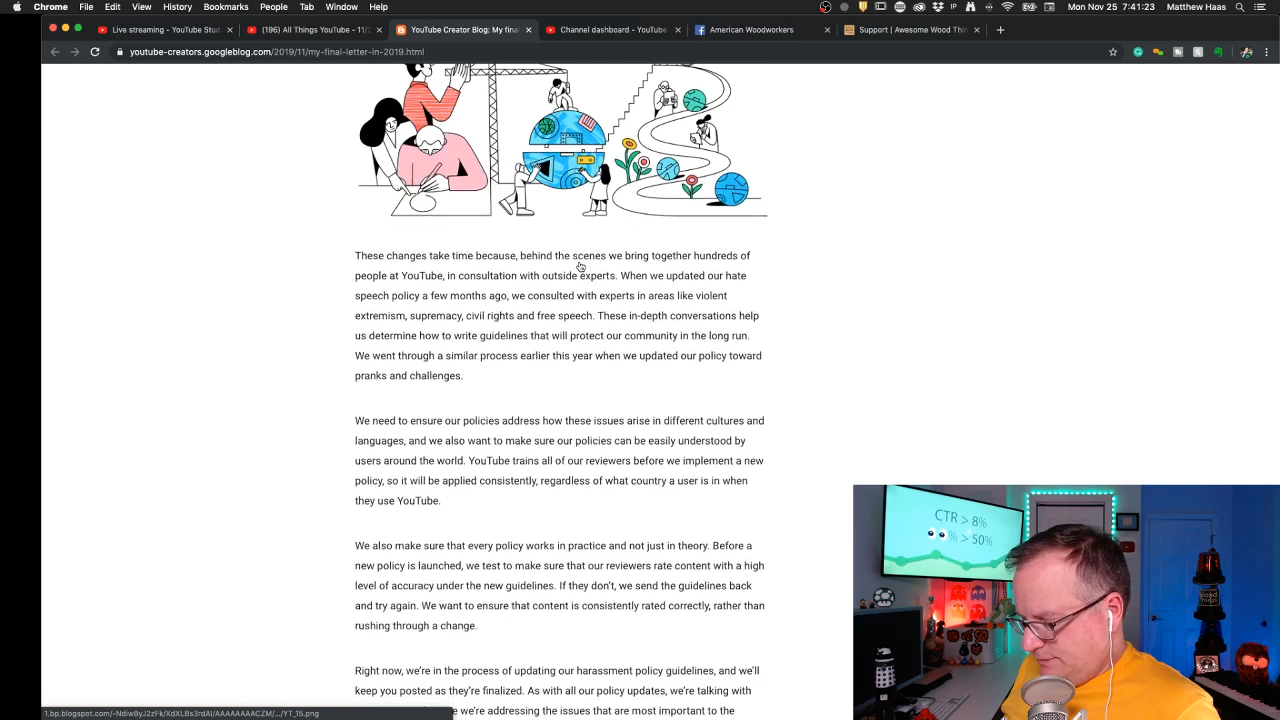 Chrome File Edit View History Bookmarks People Tab Window Help
Mon Nov 25 11:41:23 Dan Hass
Live streaming - YouTube Stud (196) All Things YouTube - 11/2 YouTube Creator Blog: My fina Channel dashboard - YouTube American Woodworkers Support | Awesome Wood Thin
youtube-creators.googleblog.com/2019/11/my-final-letter-in-2019.html
These changes take time because, behind the scenes we bring together hundreds of
people at YouTube, in consultation with outside experts. When we updated our hate
speech policy a few months ago, we consulted with experts in areas like violent
extremism, supremacy, civil rights and free speech. These in-depth conversations help
us determine how to write guidelines that will protect our community in the long run.
We went through a similar process earlier this year when we updated our policy toward
pranks and challenges.
We need to ensure our policies address how these issues arise in different cultures and
languages, and we also want to make sure our policies can be easily understood by
users around the world. YouTube trains all of our reviewers before we implement a new
policy, so it will be applied consistently, regardless of what country a user is in when
they use YouTube.
We also make sure that every policy works in practice and not just in theory. Before a
new policy is launched, we test to make sure that our reviewers rate content with a high
level of accuracy under the new guidelines. If they don't, we send the guidelines back
and try again. We want to ensure that content is consistently rated correctly, rather than
rushing through a change.
Right now, we're in the process of updating our harassment policy guidelines, and we'll
keep you posted as they're finalized. As with all our policy updates, we're talking with
we're addressing the issues that are most important to the
CTR > 8%
% > 50%
1.bp.blogspot.com/-NdiwByJ2zFk/XdXLBs3rdAI/AAAAAAAACZM/.../YT_15.png